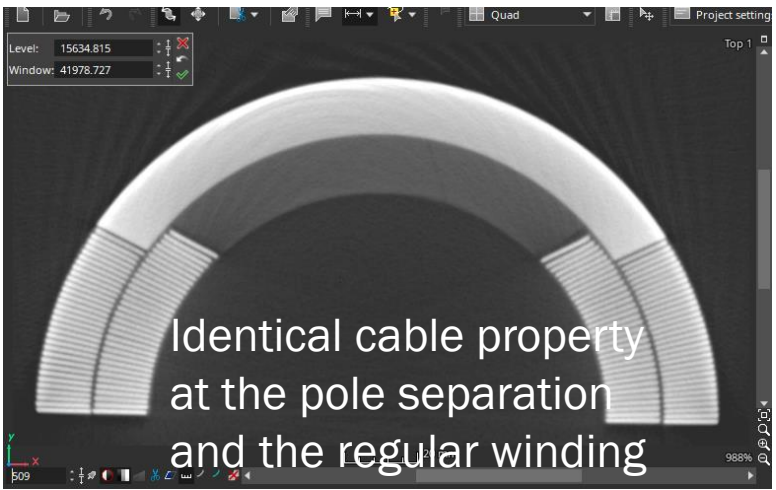 Quad
Project setting
Level: 15634.815
Top 1
Window: 41978.727
Identical cable property
at the pole separation
and the regular winding
y
x
509
988%